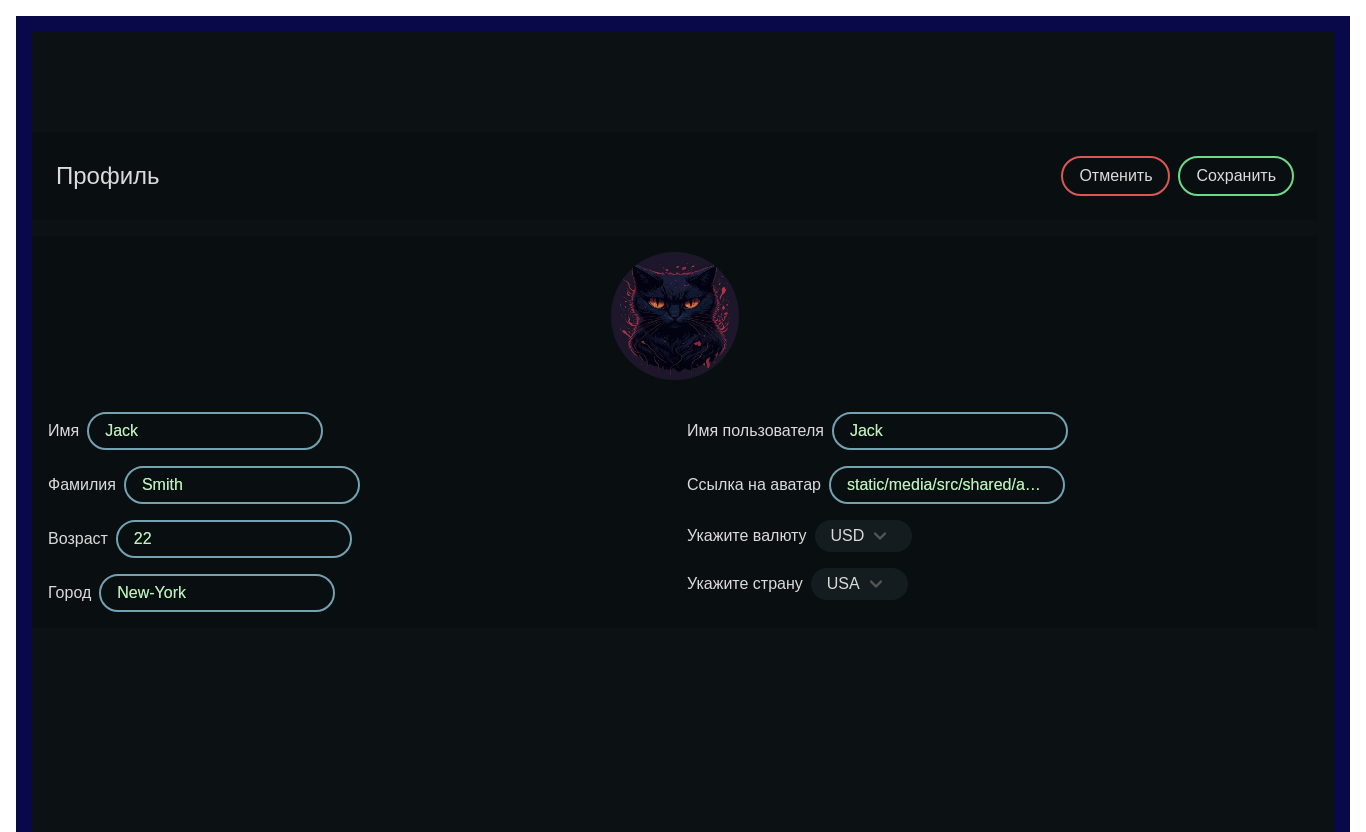 Профиль
Отменить
Сохранить
Имя Jack
Фамилия Smith
Возраст 22
Город New-York
Имя пользователя Jack
Ссылка на аватар static/media/src/shared/a…
Укажите валюту USD
Укажите страну USA